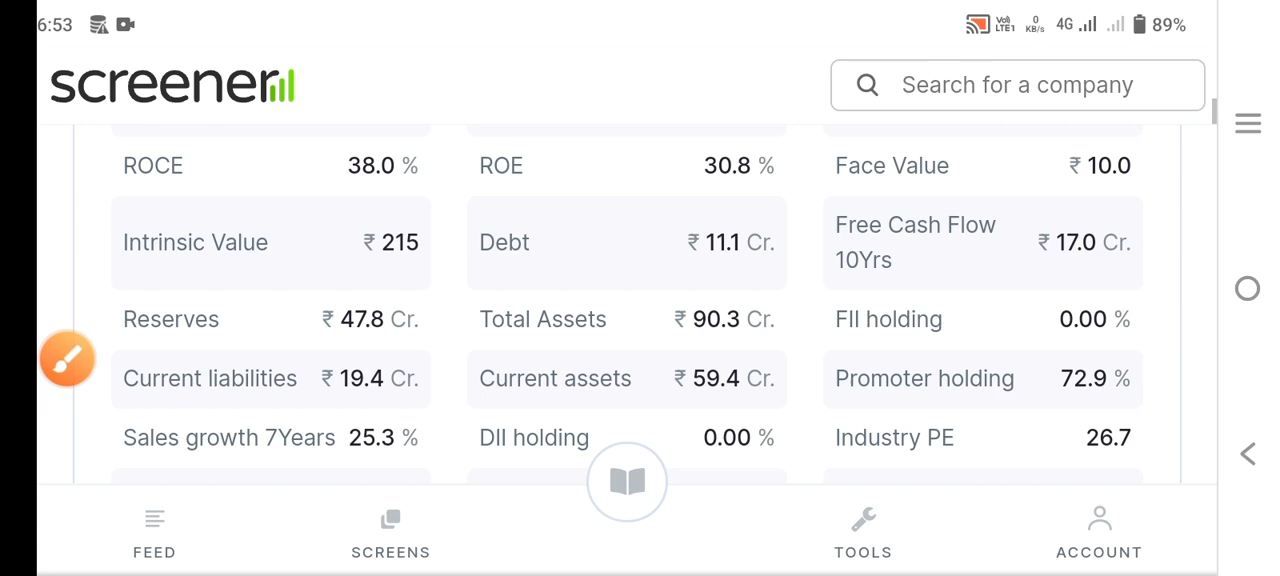 6:53 Vo) LTE1 0 KB/s 4G 89%
screener Search for a company
ROCE 38.0 % ROE 30.8 % Face Value ₹ 10.0
Intrinsic Value ₹ 215 Debt ₹ 11.1 Cr. Free Cash Flow 10Yrs ₹ 17.0 Cr.
Reserves ₹ 47.8 Cr. Total Assets ₹ 90.3 Cr. FII holding 0.00 %
Current liabilities ₹ 19.4 Cr. Current assets ₹ 59.4 Cr. Promoter holding 72.9 %
Sales growth 7Years 25.3 % DII holding 0.00 % Industry PE 26.7
FEED SCREENS TOOLS ACCOUNT